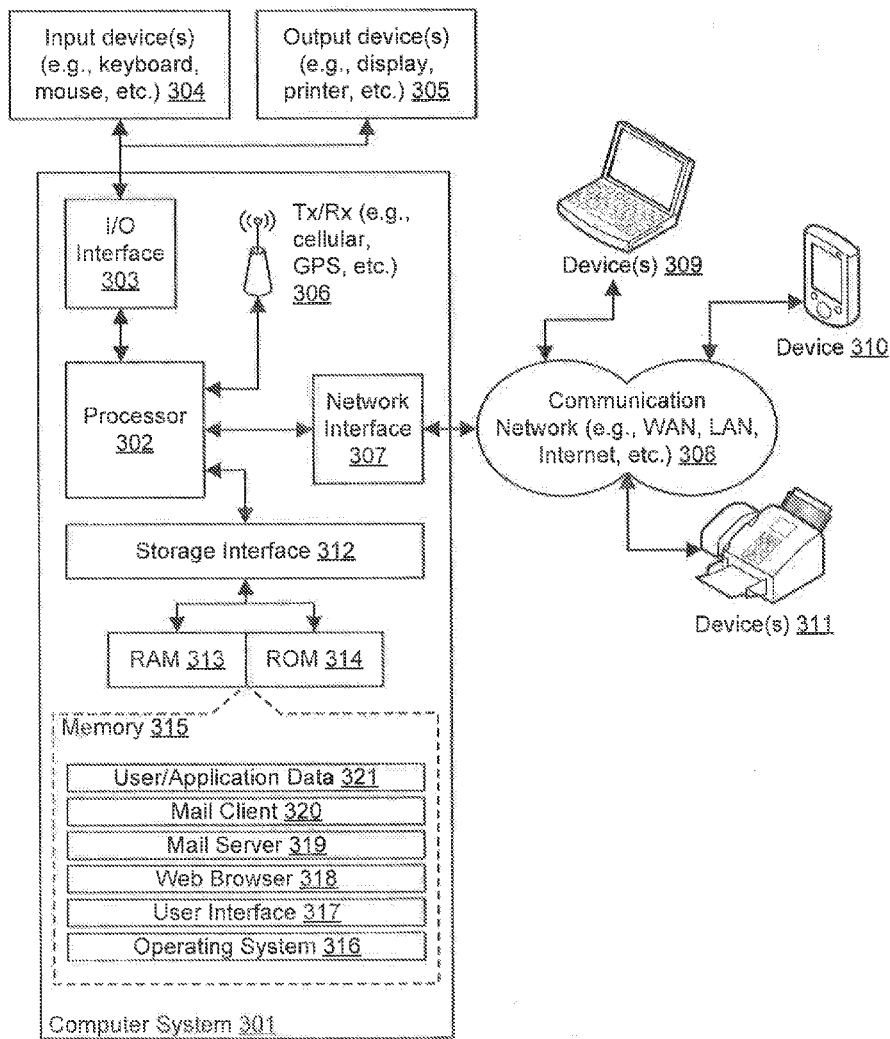 Input device(s)
(e.g., keyboard,
mouse, etc.) 304
Output device(s)
(e.g., display,
printer, etc.) 305
I/O
Interface
303
Tx/Rx (e.g.,
cellular,
GPS, etc.)
306
Device(s) 309
Device 310
Processor
302
Network
Interface
307
Communication
Network (e.g., WAN, LAN,
Internet, etc.) 308
Storage Interface 312
Device(s) 311
RAM 313
ROM 314
Memory 315
User/Application Data 321
Mail Client 320
Mail Server 319
Web Browser 318
User Interface 317
Operating System 316
Computer System 301